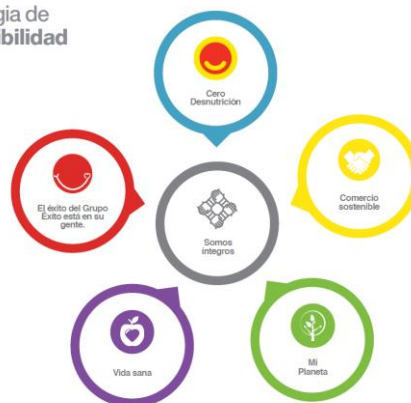 gia de
ibilidad
Cero
Desnutrición
El éxito del Grupo
Éxito está en su
gente.
Comercio
sostenible
Somos
íntegros
Vida sana
Mi
Planeta